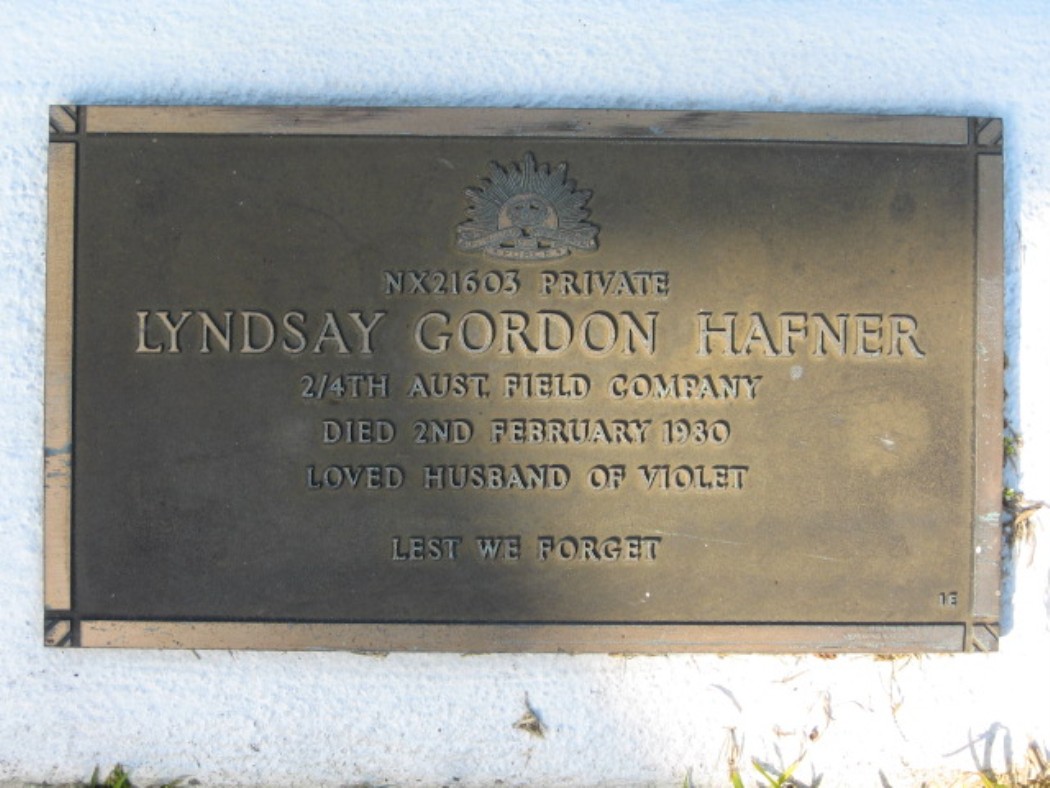 NX21603 PRIVATE
LYNDSAY GORDON HAFNER
2/4TH AUST. FIELD COMPANY
DIED 2ND FEBRUARY 1980
LOVED HUSBAND OF VIOLET
LEST WE FORGET
1E